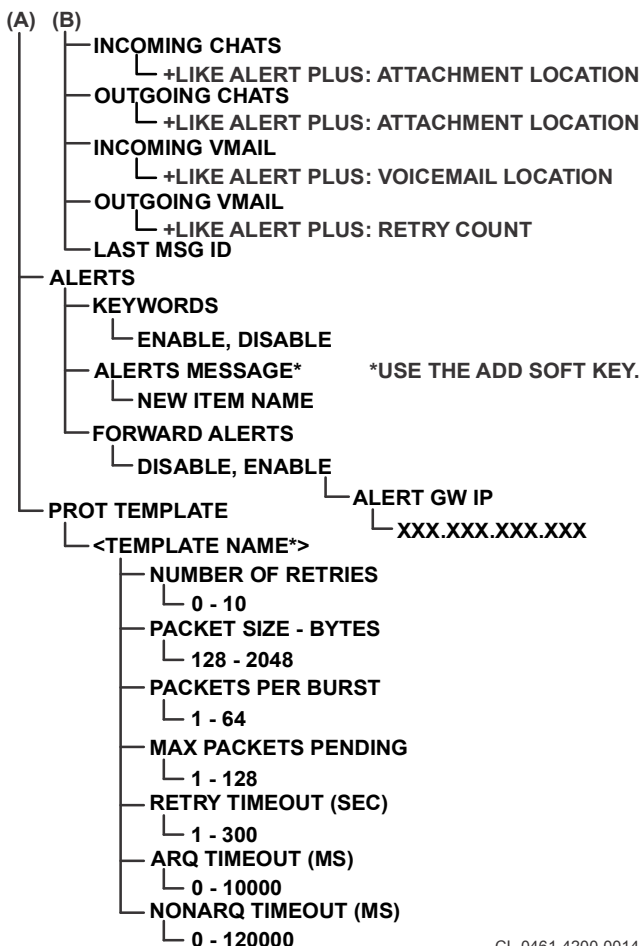 (A) (B)
INCOMING CHATS
+LIKE ALERT PLUS: ATTACHMENT LOCATION
OUTGOING CHATS
+LIKE ALERT PLUS: ATTACHMENT LOCATION
INCOMING VMAIL
+LIKE ALERT PLUS: VOICEMAIL LOCATION
OUTGOING VMAIL
+LIKE ALERT PLUS: RETRY COUNT
LAST MSG ID
ALERTS
KEYWORDS
ENABLE, DISABLE
ALERTS MESSAGE* *USE THE ADD SOFT KEY.
NEW ITEM NAME
FORWARD ALERTS
DISABLE, ENABLE
ALERT GW IP
XXX.XXX.XXX.XXX
PROT TEMPLATE
<TEMPLATE NAME*>
NUMBER OF RETRIES
0 - 10
PACKET SIZE - BYTES
128 - 2048
PACKETS PER BURST
1 - 64
MAX PACKETS PENDING
1 - 128
RETRY TIMEOUT (SEC)
1 - 300
ARQ TIMEOUT (MS)
0 - 10000
NONARQ TIMEOUT (MS)
0 - 120000
CL-0461-4200-0014